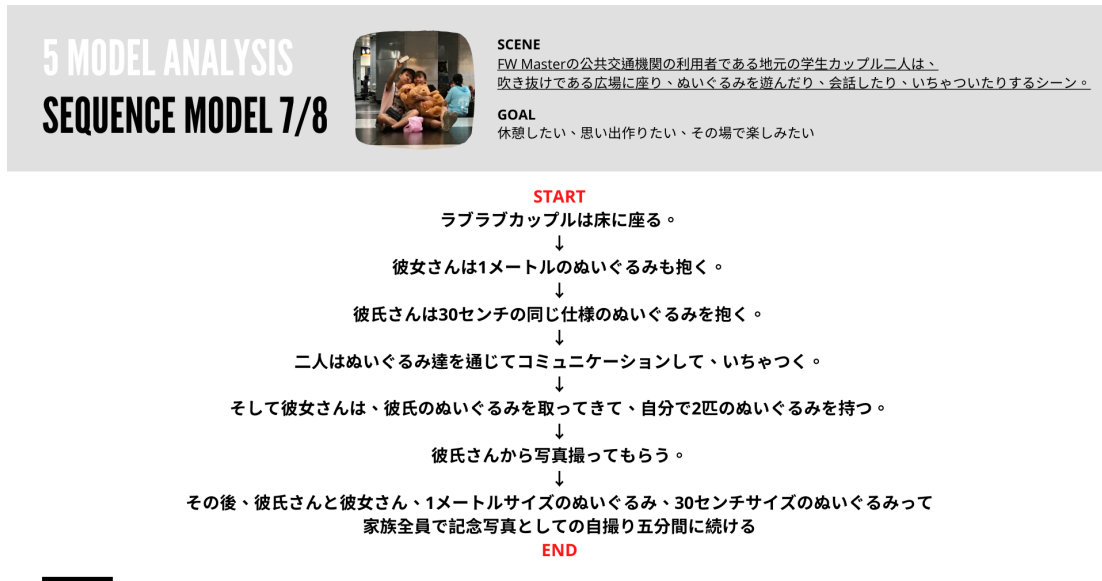 5 MODEL ANALYSIS
SEQUENCE MODEL 7/8
SCENE
FW Masterの公共交通機関の利用者である地元の学生カップル二人は、
吹き抜けである広場に座り、ぬいぐるみを遊んだり、会話したり、いちゃついたりするシーン。
GOAL
休憩したい、思い出作りたい、その場で楽しみたい
START
ラブラブカップルは床に座る。
↓
彼女さんは1メートルのぬいぐるみも抱く。
↓
彼氏さんは30センチの同じ仕様のぬいぐるみを抱く。
↓
二人はぬいぐるみ達を通じてコミュニケーションして、いちゃつく。
↓
そして彼女さんは、彼氏のぬいぐるみを取ってきて、自分で2匹のぬいぐるみを持つ。
↓
彼氏さんから写真撮ってもらう。
↓
その後、彼氏さんと彼女さん、1メートルサイズのぬいぐるみ、30センチサイズのぬいぐるみって
家族全員で記念写真としての自撮り五分間に続ける
END